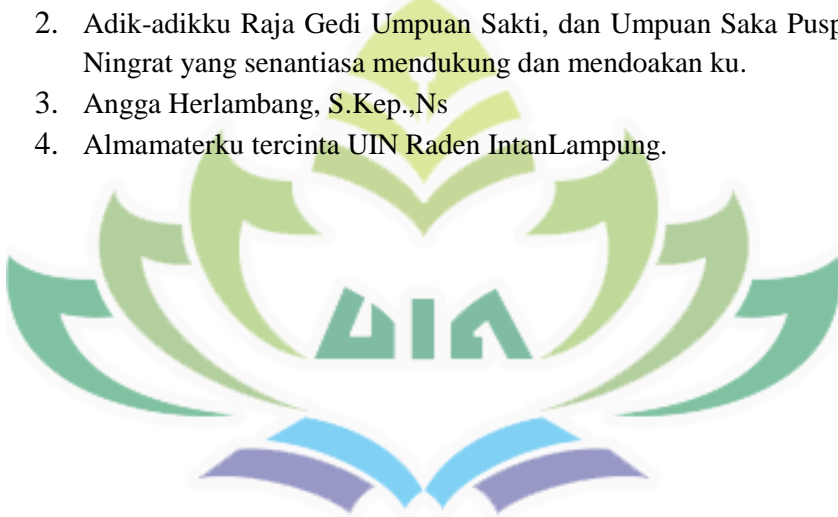 2. Adik-adikku Raja Gedi Umpuan Sakti, dan Umpuan Saka
Ningrat yang senantiasa mendukung dan mendoakan ku.
3. Angga Herlambang, S.Kep.,Ns
4. Almamaterku tercinta UIN Raden IntanLampung.
UIN